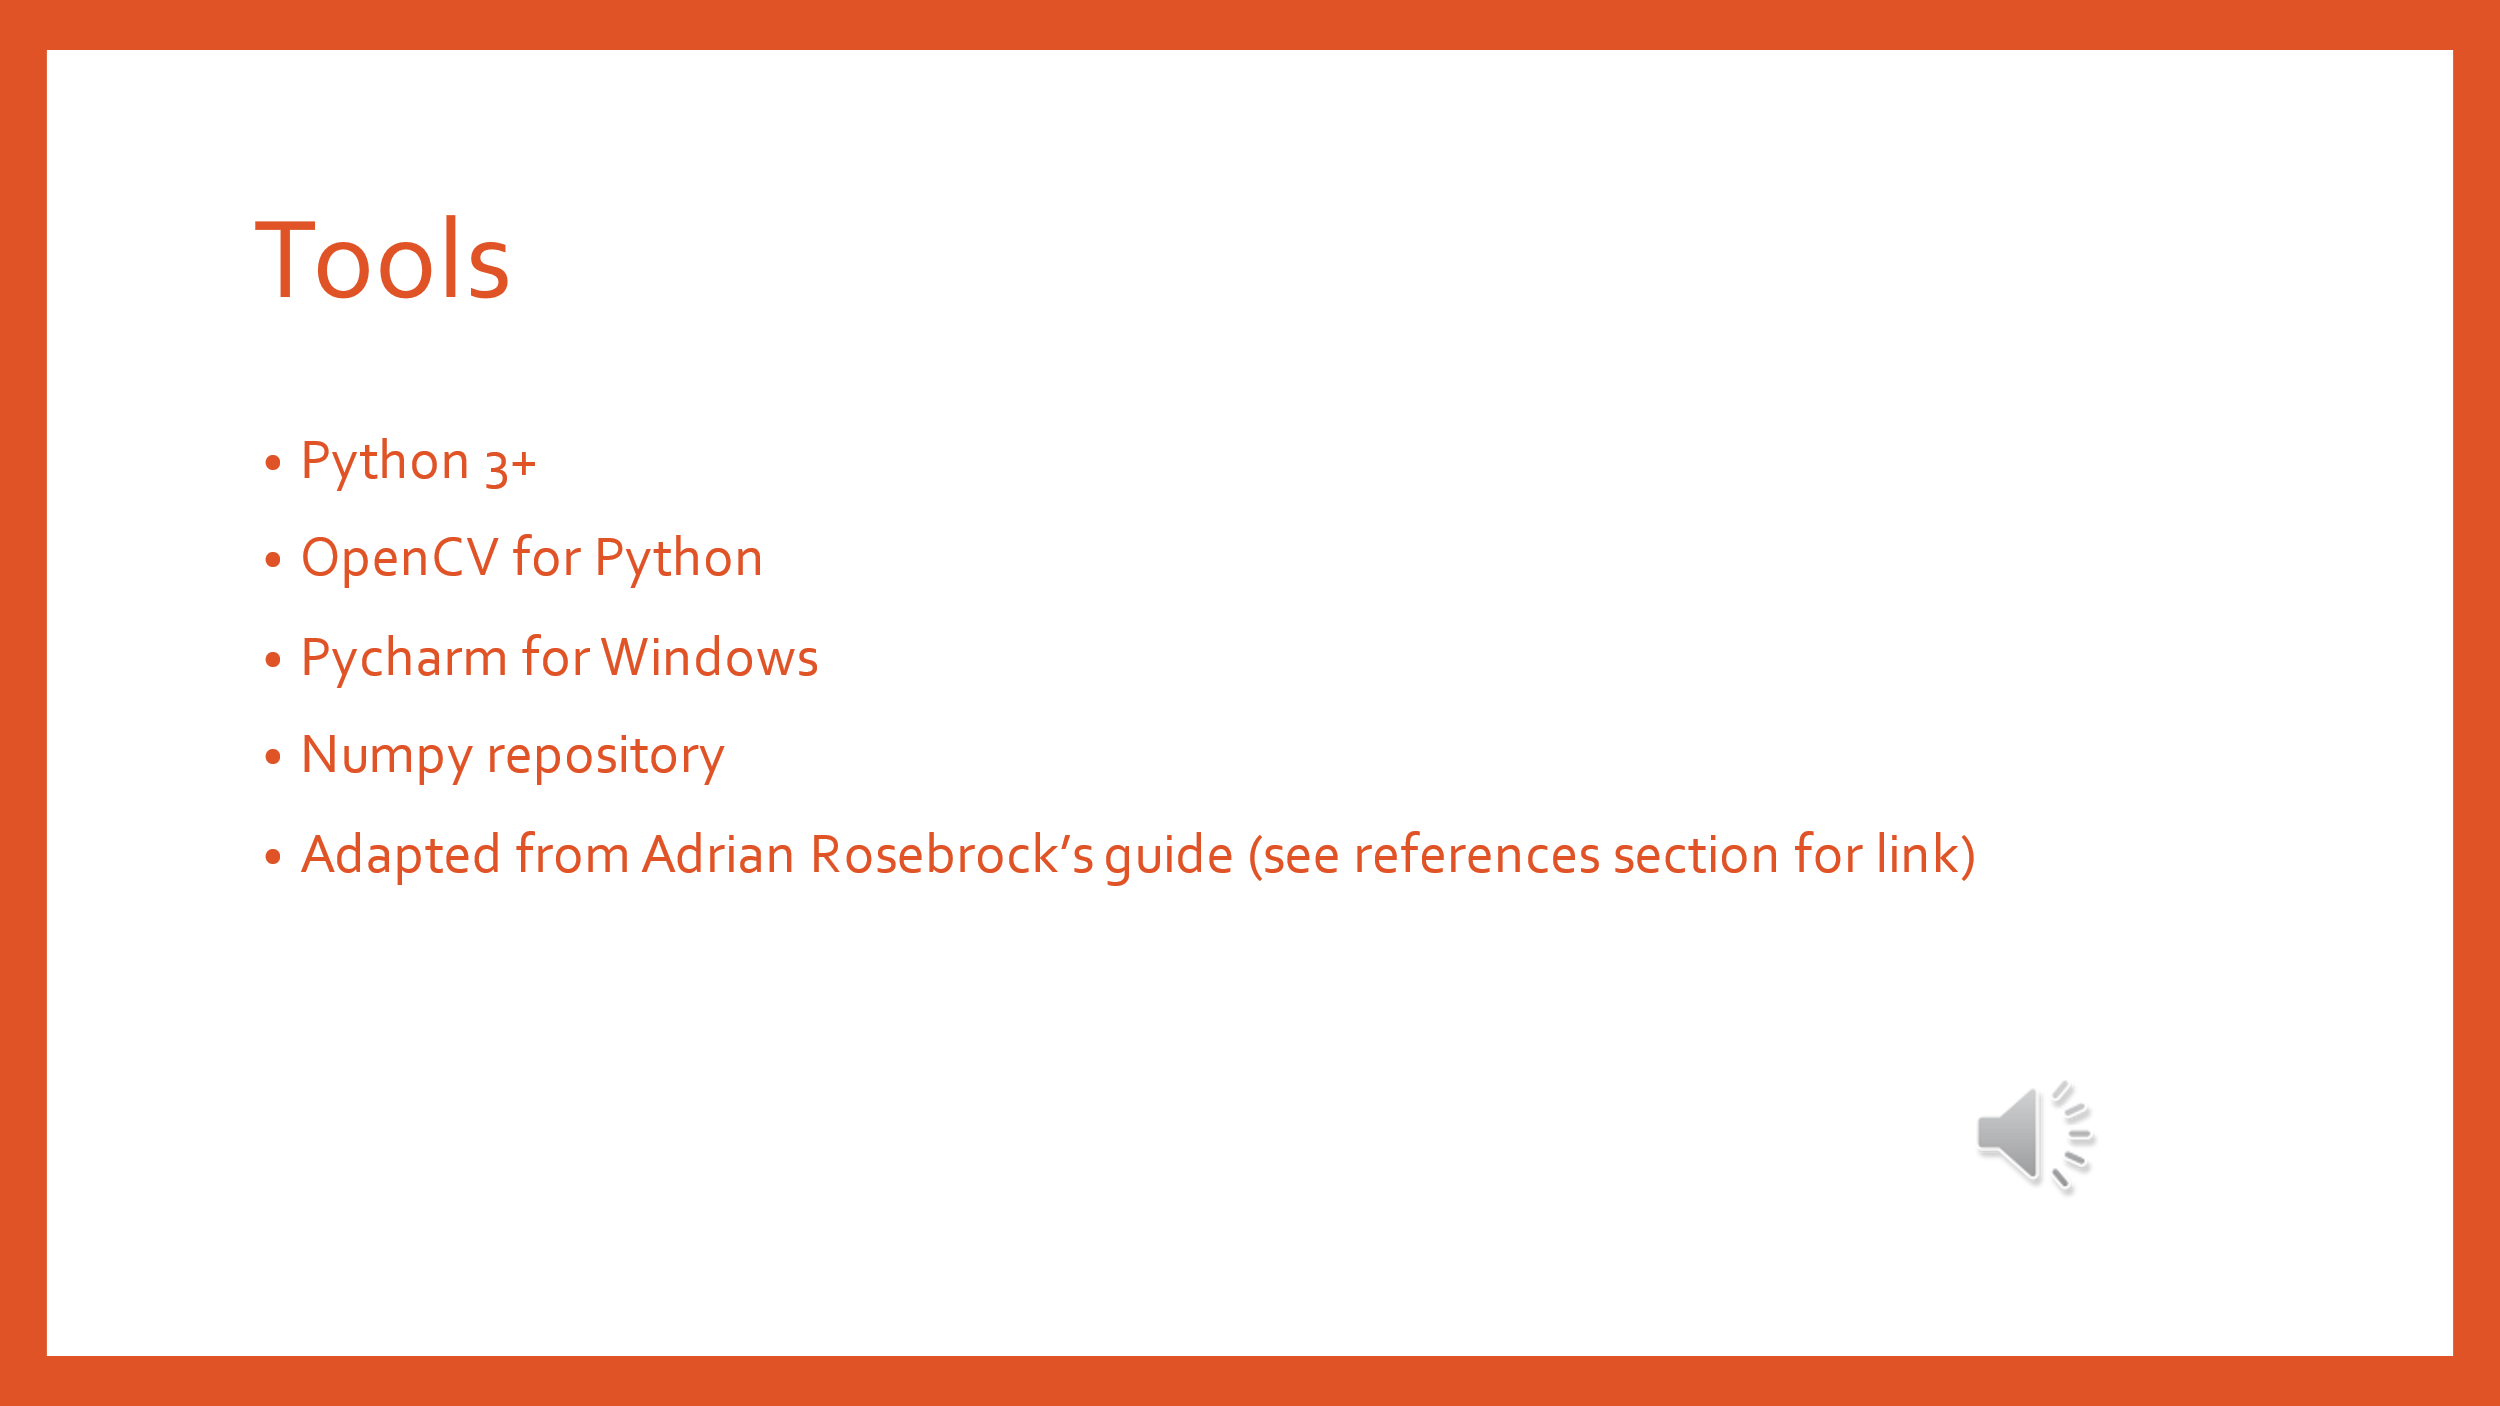 Tools
• Python 3+
• OpenCV for Python
• Pycharm for Windows
• Numpy repository
• Adapted from Adrian Rosebrock’s guide (see references section for link)